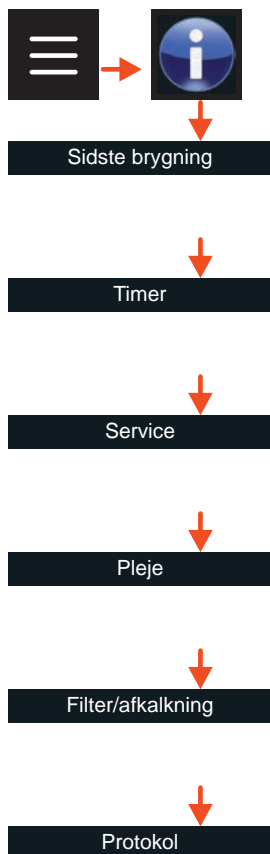 Sidste brygning
Timer
Service
Pleje
Filter/afkalkning
Protokol